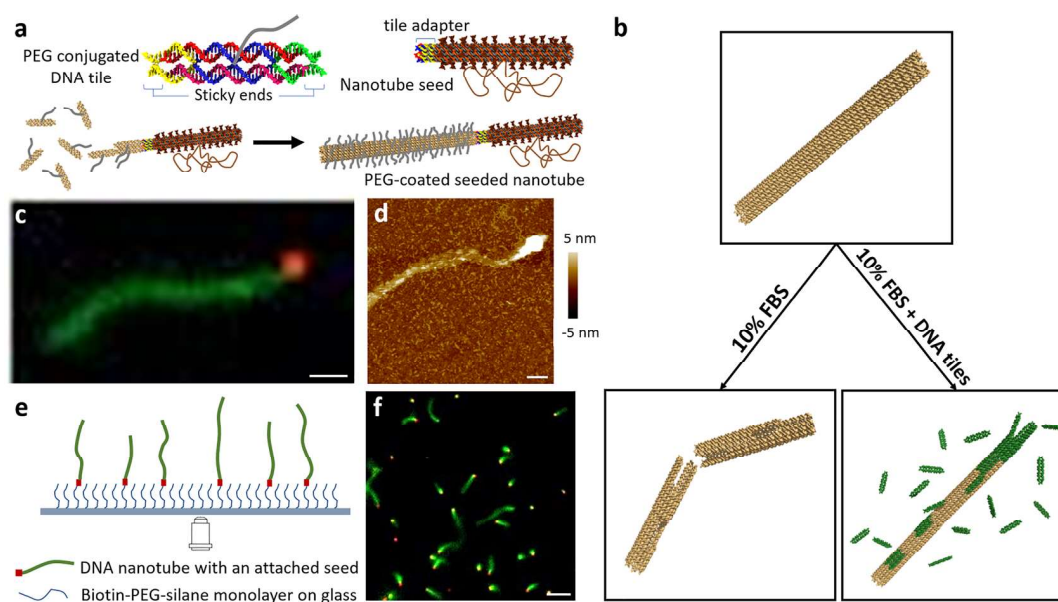 a
PEG conjugated
DNA tile
Sticky ends
tile adapter
Nanotube seed
PEG-coated seeded nanotube
b
10% FBS
10% FBS + DNA tiles
c
d
5 nm
-5 nm
e
DNA nanotube with an attached seed
Biotin-PEG-silane monolayer on glass
f